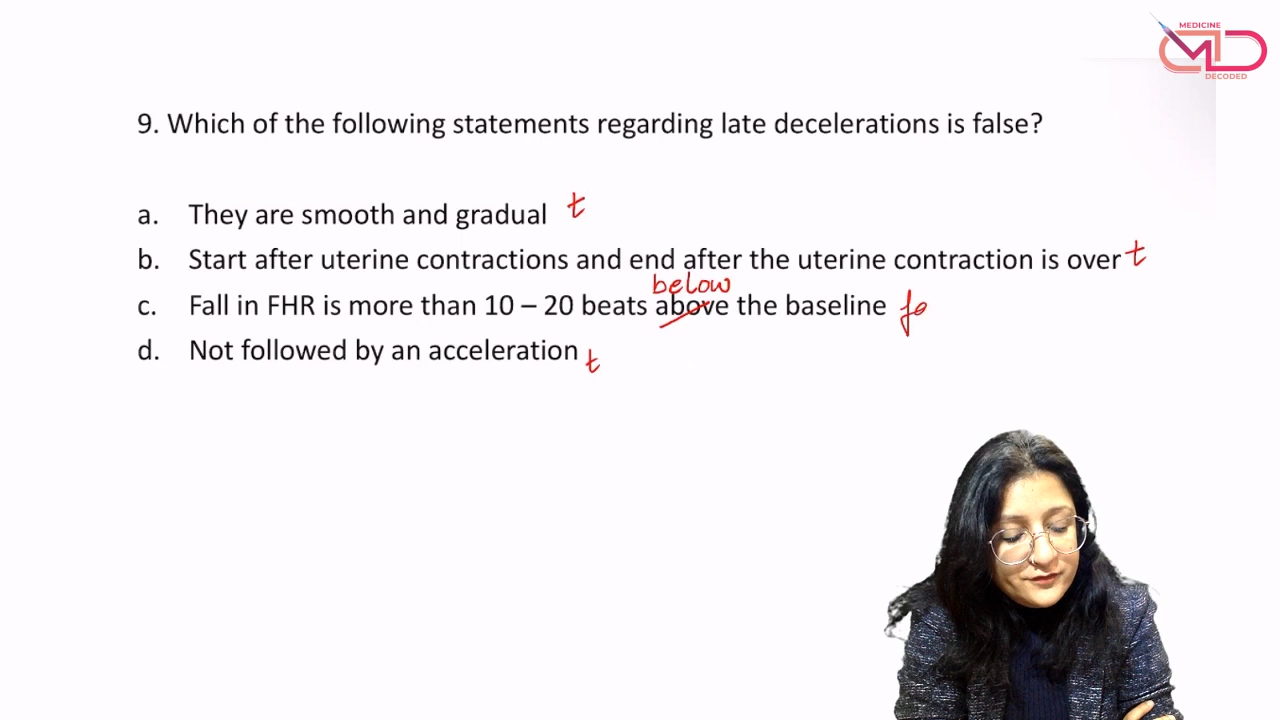 MEDICINE
MD
DECODED
9. Which of the following statements regarding late decelerations is false?
a. They are smooth and gradual t
b. Start after uterine contractions and end after the uterine contraction is over t
below
c. Fall in FHR is more than 10 – 20 beats above the baseline
d. Not followed by an acceleration t